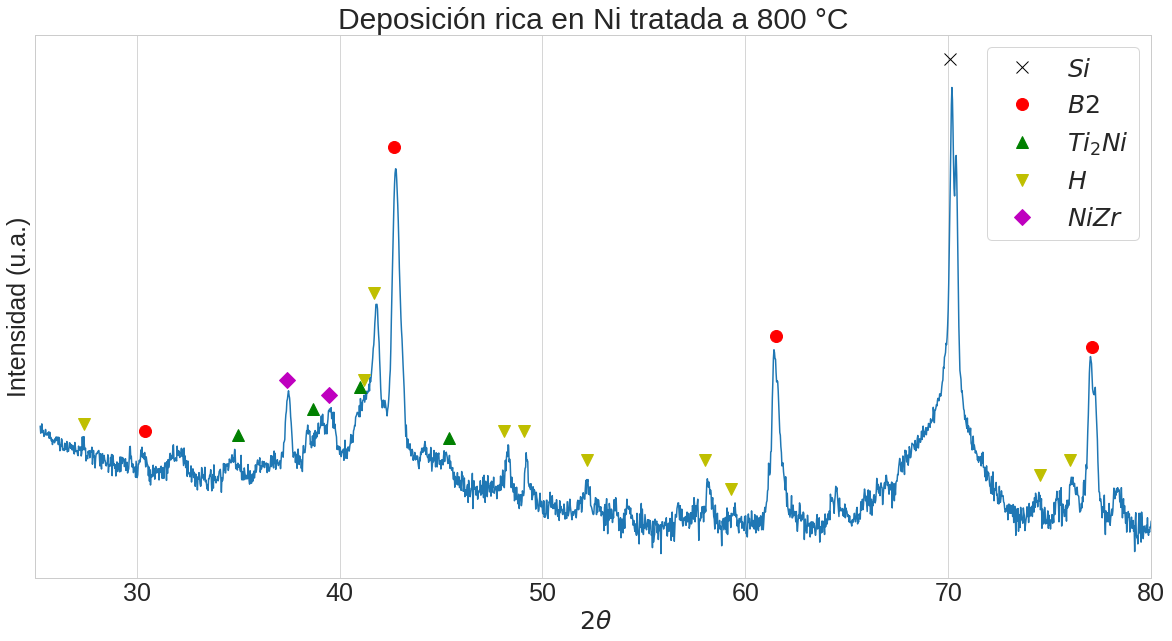 Deposición rica en Ni tratada a 800 °C
Intensidad (u.a.)
Si
B2
Ti₂Ni
H
NiZr
30 40 50 60 70 80
2θ